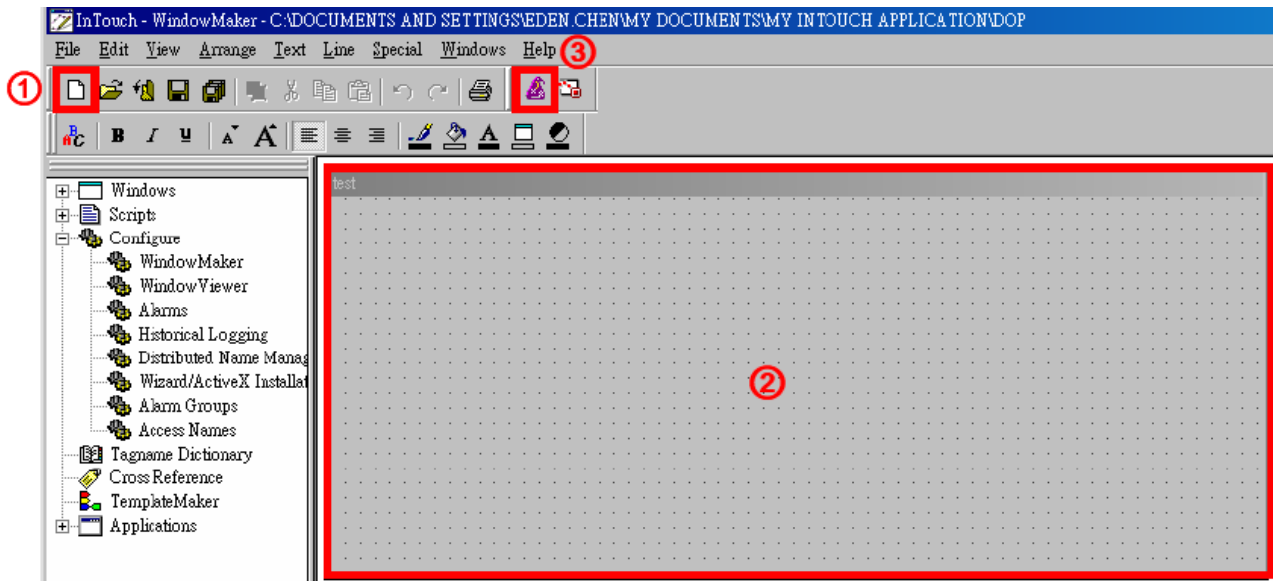 InTouch - WindowMaker - C:\DOCUMENTS AND SETTINGS\EDEN.CHEN\MY DOCUMENTS\MY INTOUCH APPLICATION\DOP
File Edit View Arrange Text Line Special Windows Help ③
①
ABC B I U A A A
test
Windows
Scripts
Configure
WindowMaker
WindowViewer
Alarms
Historical Logging
Distributed Name Manag
Wizard/ActiveX Installat
②
Alarm Groups
Access Names
Tagname Dictionary
Cross Reference
TemplateMaker
Applications